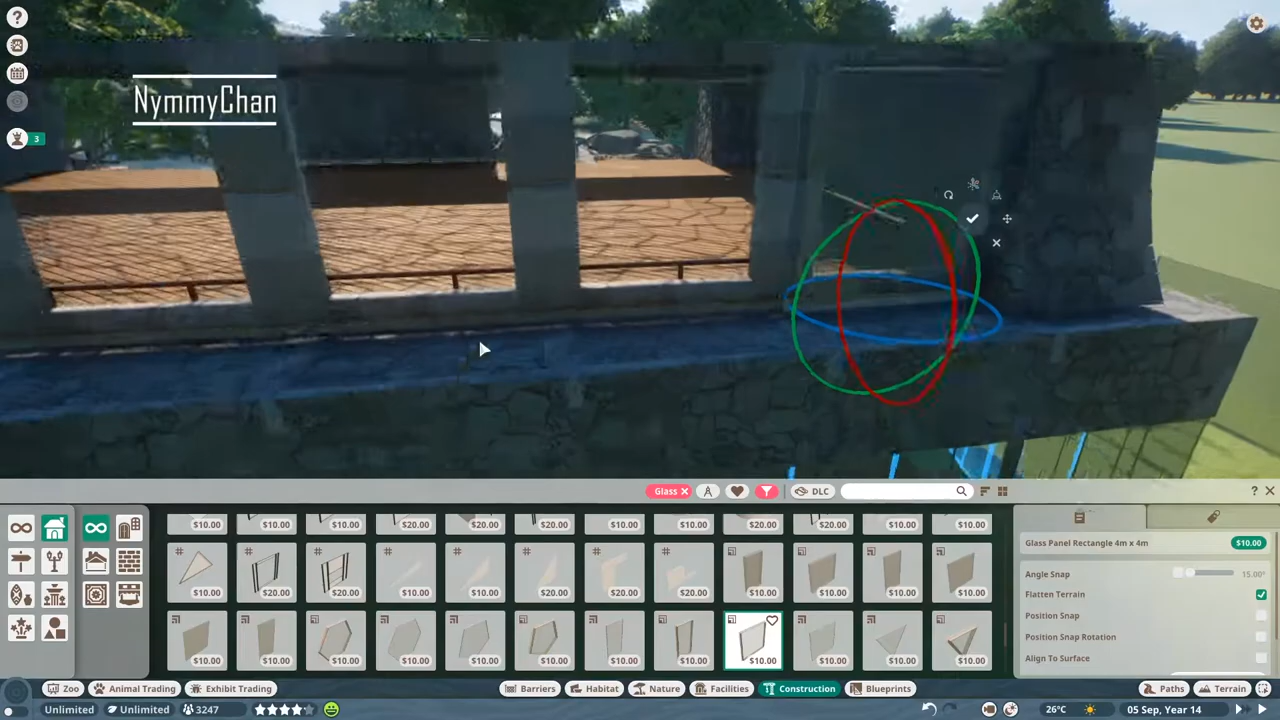 ?
NymmyChan
3
Glass ×
DLC
? ×
$10.00 $10.00 $20.00 $20.00 $20.00 $20.00 $10.00 $10.00 $20.00 $10.00 $10.00 $10.00
$10.00 $20.00 $20.00 $10.00 $10.00 $20.00 $20.00 $20.00 $10.00 $10.00 $10.00 $10.00
$10.00 $10.00 $10.00 $10.00 $10.00 $10.00 $10.00 $10.00 $10.00 $10.00 $10.00 $10.00
Glass Panel Rectangle 4m x 4m $10.00
Angle Snap 15.00°
Flatten Terrain
Position Snap
Position Snap Rotation
Align To Surface
Zoo Animal Trading Exhibit Trading Barriers Habitat Nature Facilities Construction Blueprints Paths Terrain
Unlimited Unlimited 3247 26°C 05 Sep, Year 14